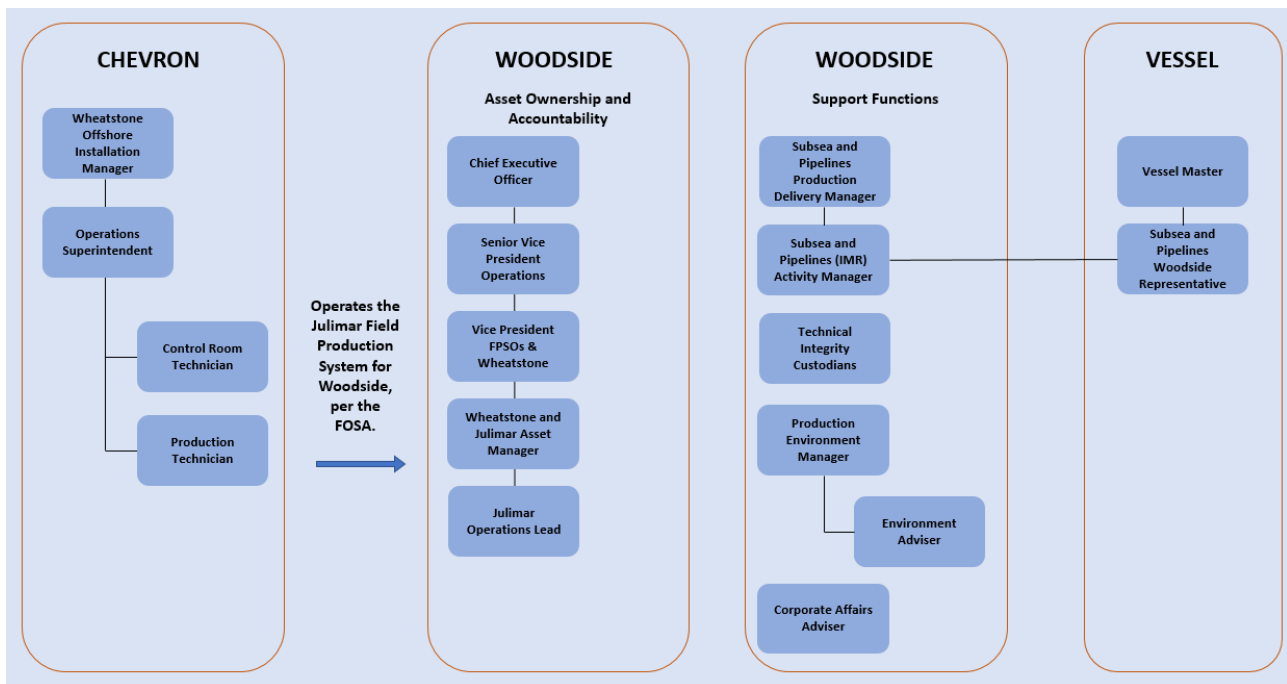 CHEVRON
Wheatstone
Offshore
Installation
Manager
Operations
Superintendent
Control Room
Technician
Production
Technician
Operates the
Julimar Field
Production
System for
Woodside,
per the
FOSA.
WOODSIDE
Asset Ownership and
Accountability
Chief Executive
Officer
Senior Vice
President
Operations
Vice President
FPSOs &
Wheatstone
Wheatstone and
Julimar Asset
Manager
Julimar
Operations Lead
WOODSIDE
Support Functions
Subsea and
Pipelines
Production
Delivery Manager
Subsea and
Pipelines (IMR)
Activity Manager
Technical
Integrity
Custodians
Production
Environment
Manager
Environment
Adviser
Corporate Affairs
Adviser
VESSEL
Vessel Master
Subsea and
Pipelines
Woodside
Representative